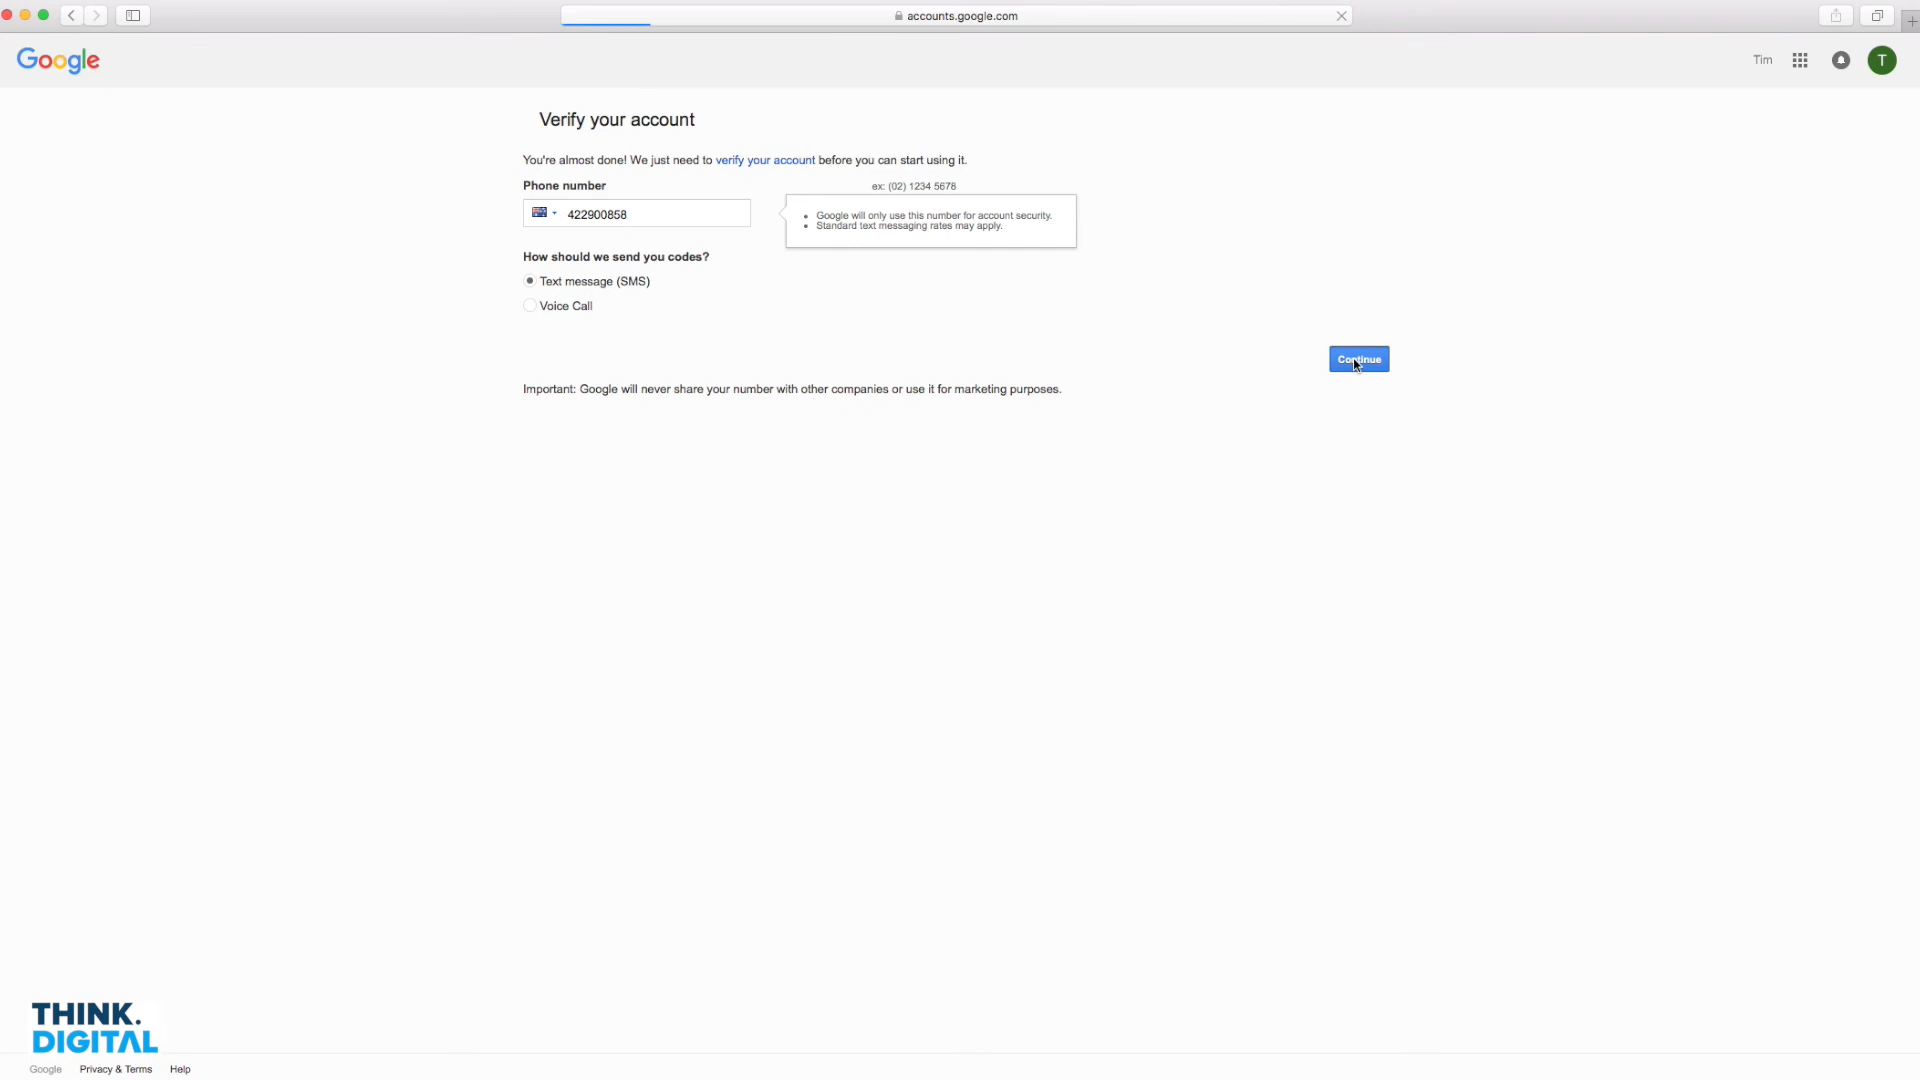 accounts.google.com
Google
Tim
T
Verify your account
You're almost done! We just need to verify your account before you can start using it.
Phone number
ex: (02) 1234 5678
422900858
Google will only use this number for account security.
Standard text messaging rates may apply.
How should we send you codes?
Text message (SMS)
Voice Call
Continue
Important: Google will never share your number with other companies or use it for marketing purposes.
THINK.
DIGITAL
Google Privacy & Terms Help